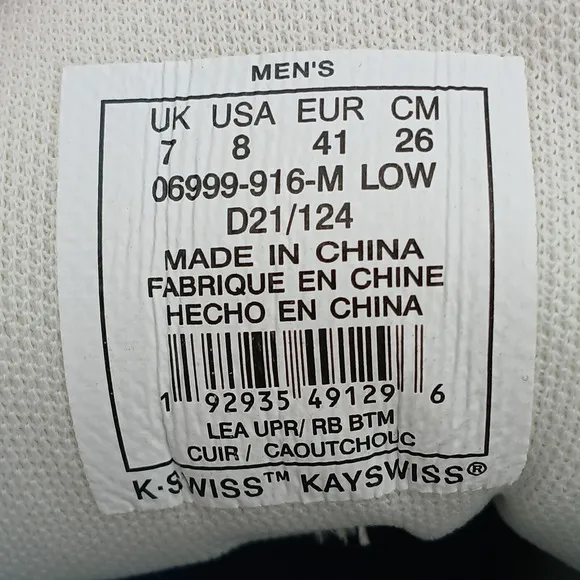 MEN'S
UK USA EUR CM
7 8 41 26
06999-916-M LOW
D21/124
MADE IN CHINA
FABRIQUE EN CHINE
HECHO EN CHINA
1 92935 49129 6
LEA UPR/ RB BTM
CUIR / CAOUTCHOUC
K·SWISS™ KAYSWISS®